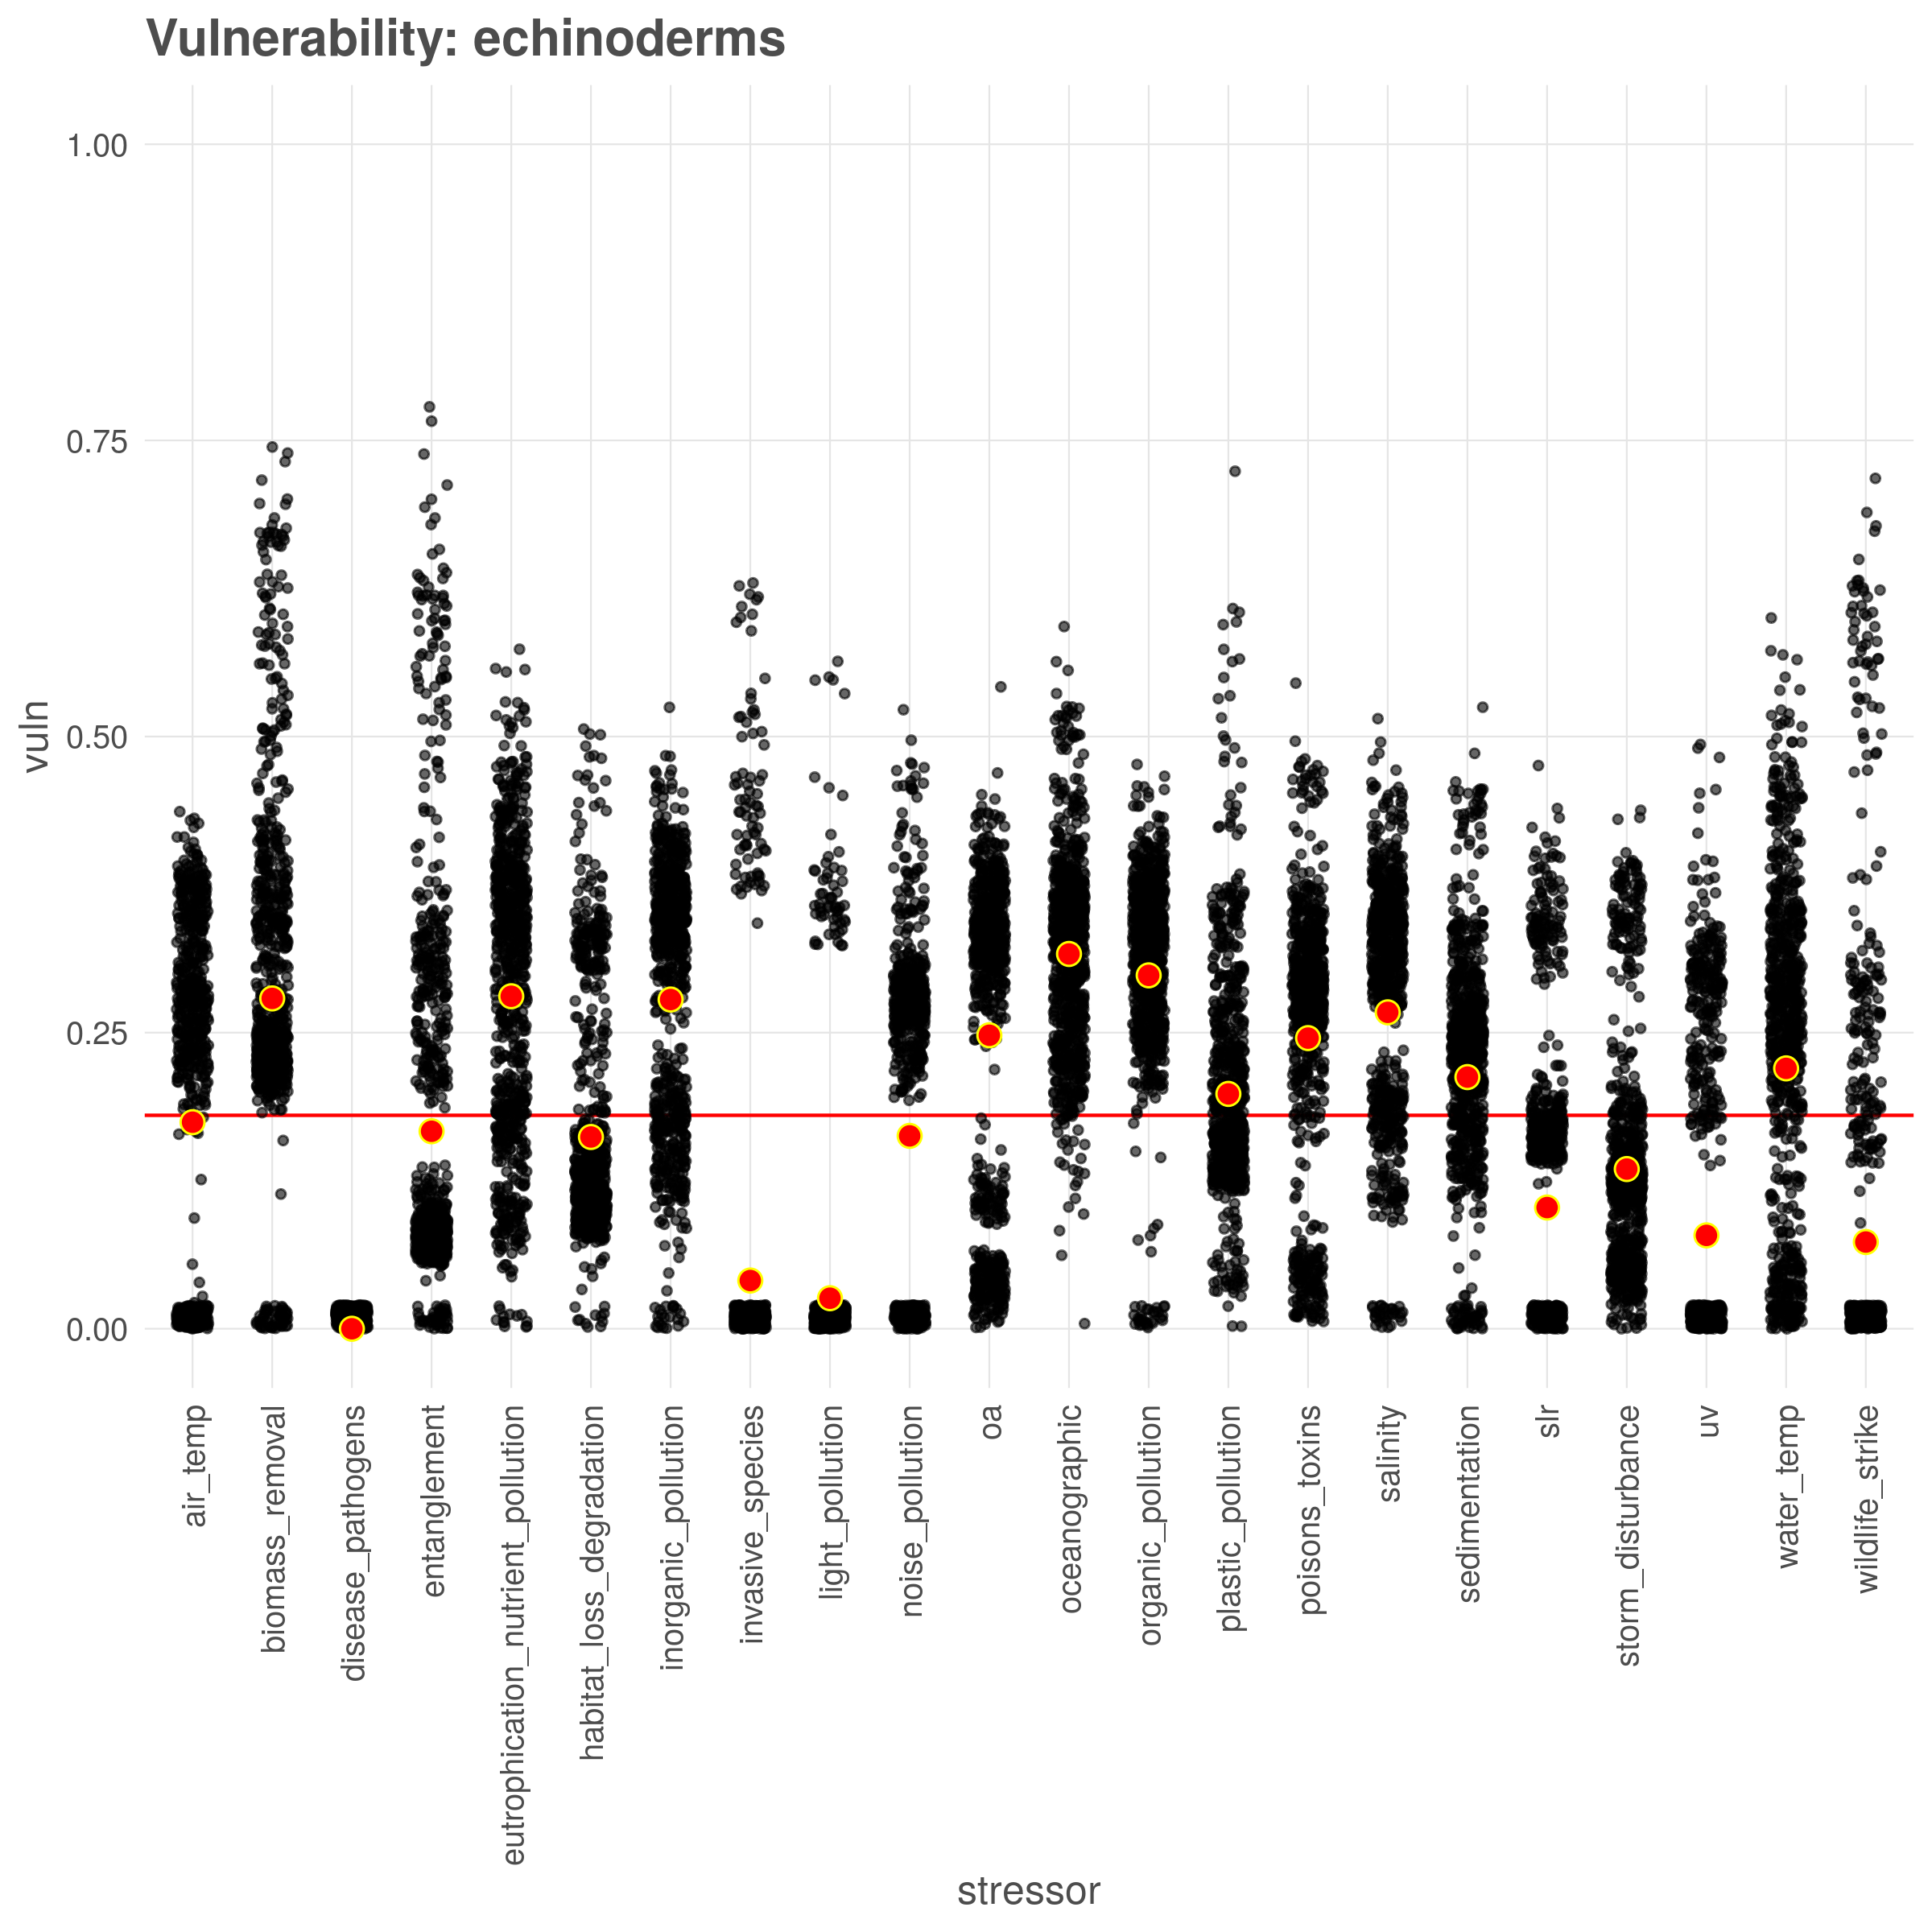 Vulnerability: echinoderms
1.00
0.75
0.50
0.25
0.00
vuln
air_temp
biomass_removal
disease_pathogens
entanglement
eutrophication_nutrient_pollution
habitat_loss_degradation
inorganic_pollution
invasive_species
light_pollution
noise_pollution
oa
oceanographic
organic_pollution
plastic_pollution
poisons_toxins
salinity
sedimentation
slr
storm_disturbance
uv
water_temp
wildlife_strike
stressor